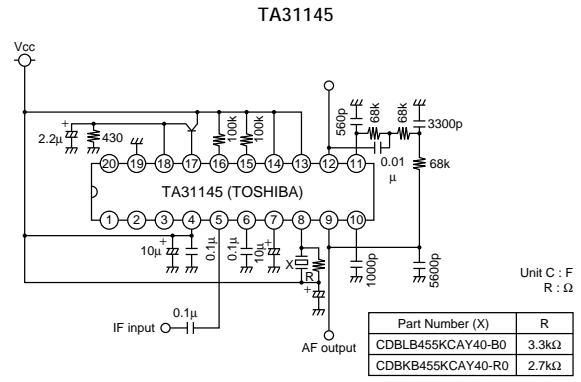 TA31145
Vcc
2.2µ
+
430
100k
100k
560p
68k
68k
3300p
0.01
µ
68k
20 19 18 17 16 15 14 13 12 11
TA31145 (TOSHIBA)
1 2 3 4 5 6 7 8 9 10
10µ
+
0.1µ
0.1µ
10µ
+
X
R
+
1000p
5600p
0.1µ
IF input
AF output
Unit C : F
R : Ω
Part Number (X) R
CDBLB455KCAY40-B0 3.3kΩ
CDBKB455KCAY40-R0 2.7kΩ